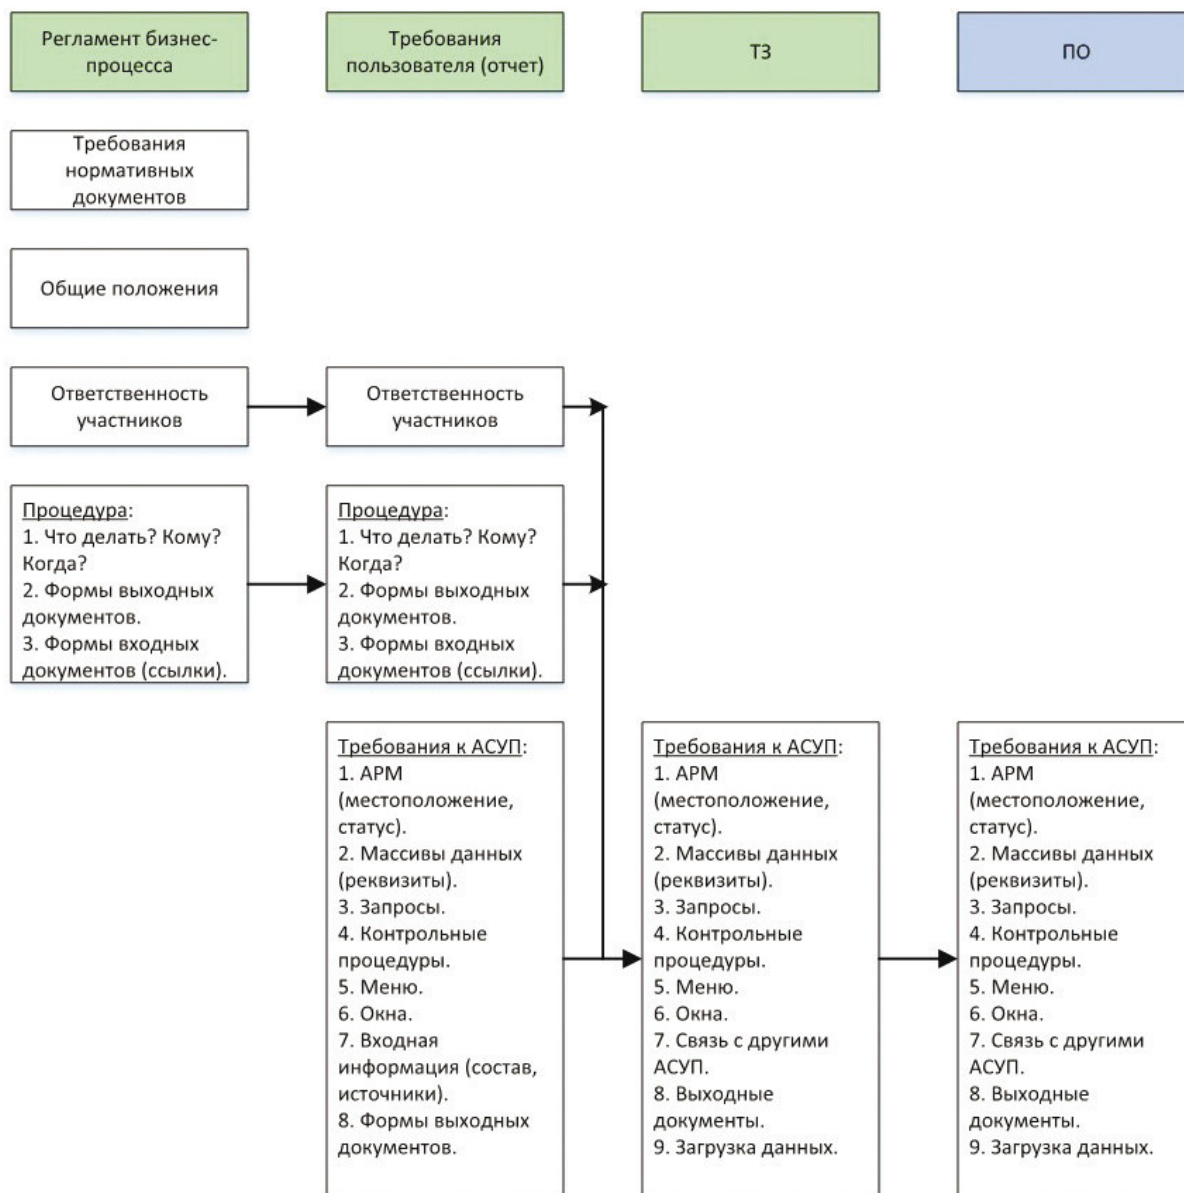 Регламент бизнес-
процесса
Требования
пользователя (отчет)
ТЗ
ПО
Требования
нормативных
документов
Общие положения
Ответственность
участников
Ответственность
участников
Процедура:
1. Что делать? Кому?
Когда?
2. Формы выходных
документов.
3. Формы входных
документов (ссылки).
Процедура:
1. Что делать? Кому?
Когда?
2. Формы выходных
документов.
3. Формы входных
документов (ссылки).
Требования к АСУП:
1. АРМ
(местоположение,
статус).
2. Массивы данных
(реквизиты).
3. Запросы.
4. Контрольные
процедуры.
5. Меню.
6. Окна.
7. Входная
информация (состав,
источники).
8. Формы выходных
документов.
Требования к АСУП:
1. АРМ
(местоположение,
статус).
2. Массивы данных
(реквизиты).
3. Запросы.
4. Контрольные
процедуры.
5. Меню.
6. Окна.
7. Связь с другими
АСУП.
8. Выходные
документы.
9. Загрузка данных.
Требования к АСУП:
1. АРМ
(местоположение,
статус).
2. Массивы данных
(реквизиты).
3. Запросы.
4. Контрольные
процедуры.
5. Меню.
6. Окна.
7. Связь с другими
АСУП.
8. Выходные
документы.
9. Загрузка данных.